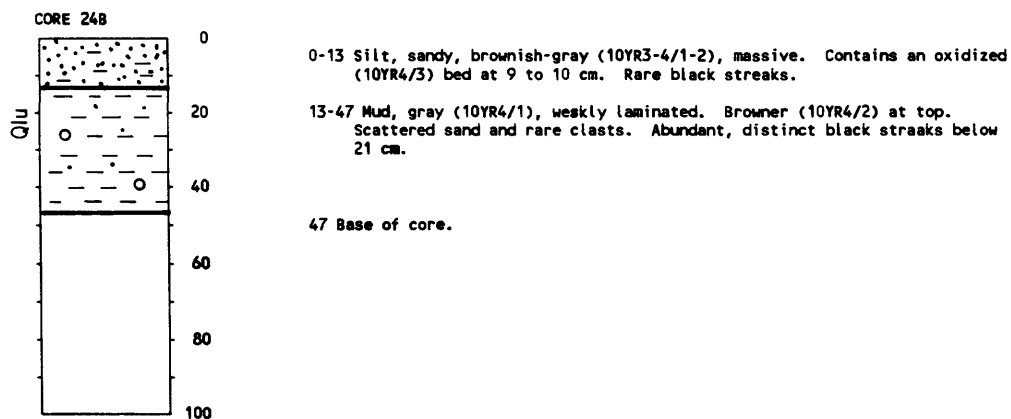 CORE 24B
0
20
40
60
80
100
Qlu
0-13 Silt, sandy, brownish-gray (10YR3-4/1-2), massive. Contains an oxidized
(10YR4/3) bed at 9 to 10 cm. Rare black streaks.
13-47 Mud, gray (10YR4/1), weskly laminated. Browner (10YR4/2) at top.
Scattered sand and rare clasts. Abundant, distinct black straaks below
21 cm.
47 Base of core.